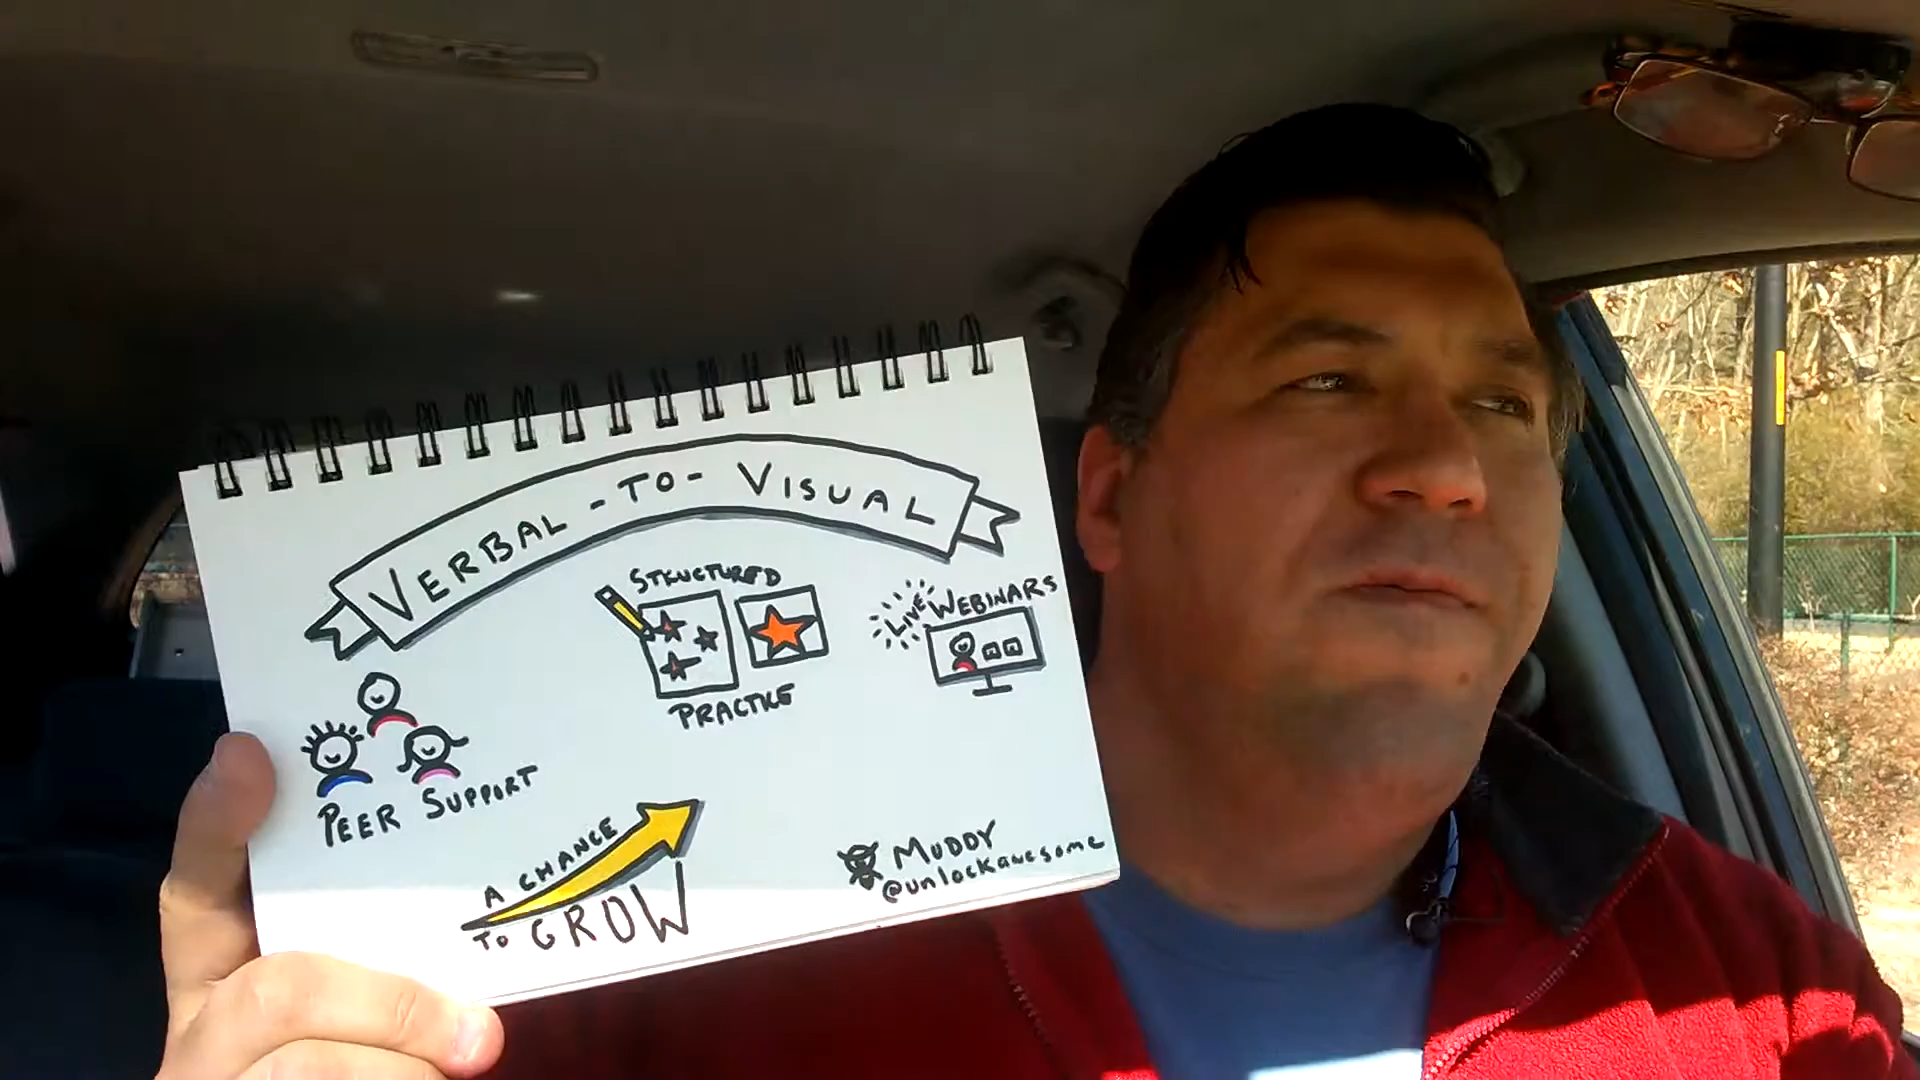 VERBAL-TO-VISUAL
STRUCTURED
PRACTICE
LIVE WEBINARS
PEER SUPPORT
A CHANCE
TO GROW
MUDDY
@unlockawesome